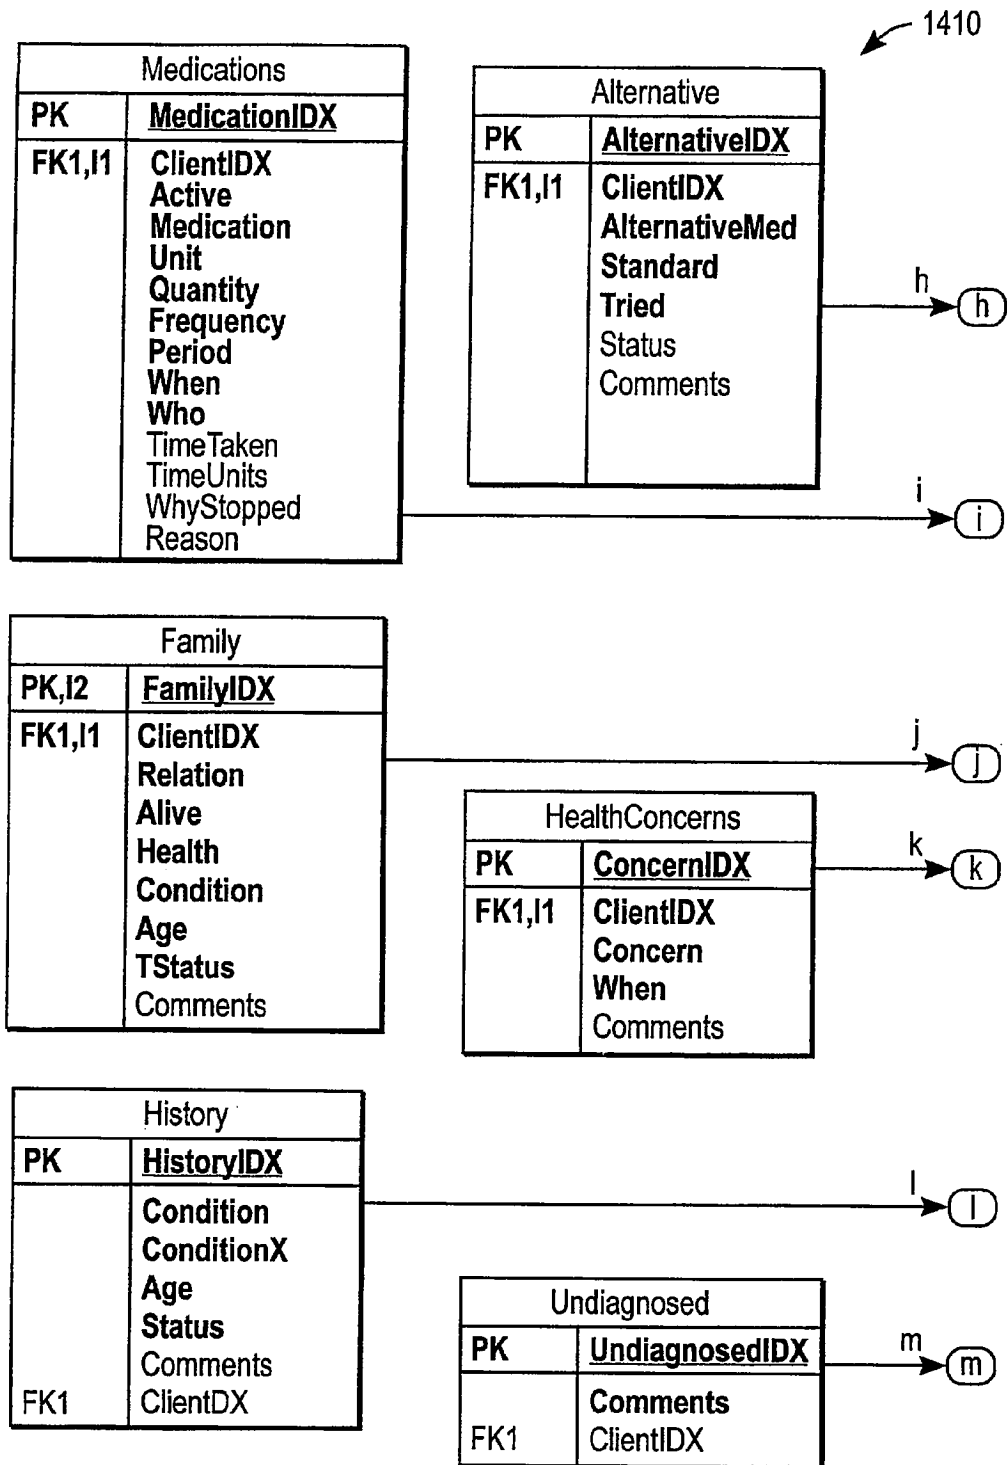 1410
Medications
PK MedicationIDX
FK1,I1 ClientIDX
Active
Medication
Unit
Quantity
Frequency
Period
When
Who
TimeTaken
TimeUnits
WhyStopped
Reason
i
i
Alternative
PK AlternativeIDX
FK1,I1 ClientIDX
AlternativeMed
Standard
Tried
Status
Comments
h
h
Family
PK,I2 FamilyIDX
FK1,I1 ClientIDX
Relation
Alive
Health
Condition
Age
TStatus
Comments
j
j
HealthConcerns
PK ConcernIDX
FK1,I1 ClientIDX
Concern
When
Comments
k
k
History
PK HistoryIDX
Condition
ConditionX
Age
Status
Comments
FK1 ClientDX
l
l
Undiagnosed
PK UndiagnosedIDX
Comments
FK1 ClientIDX
m
m